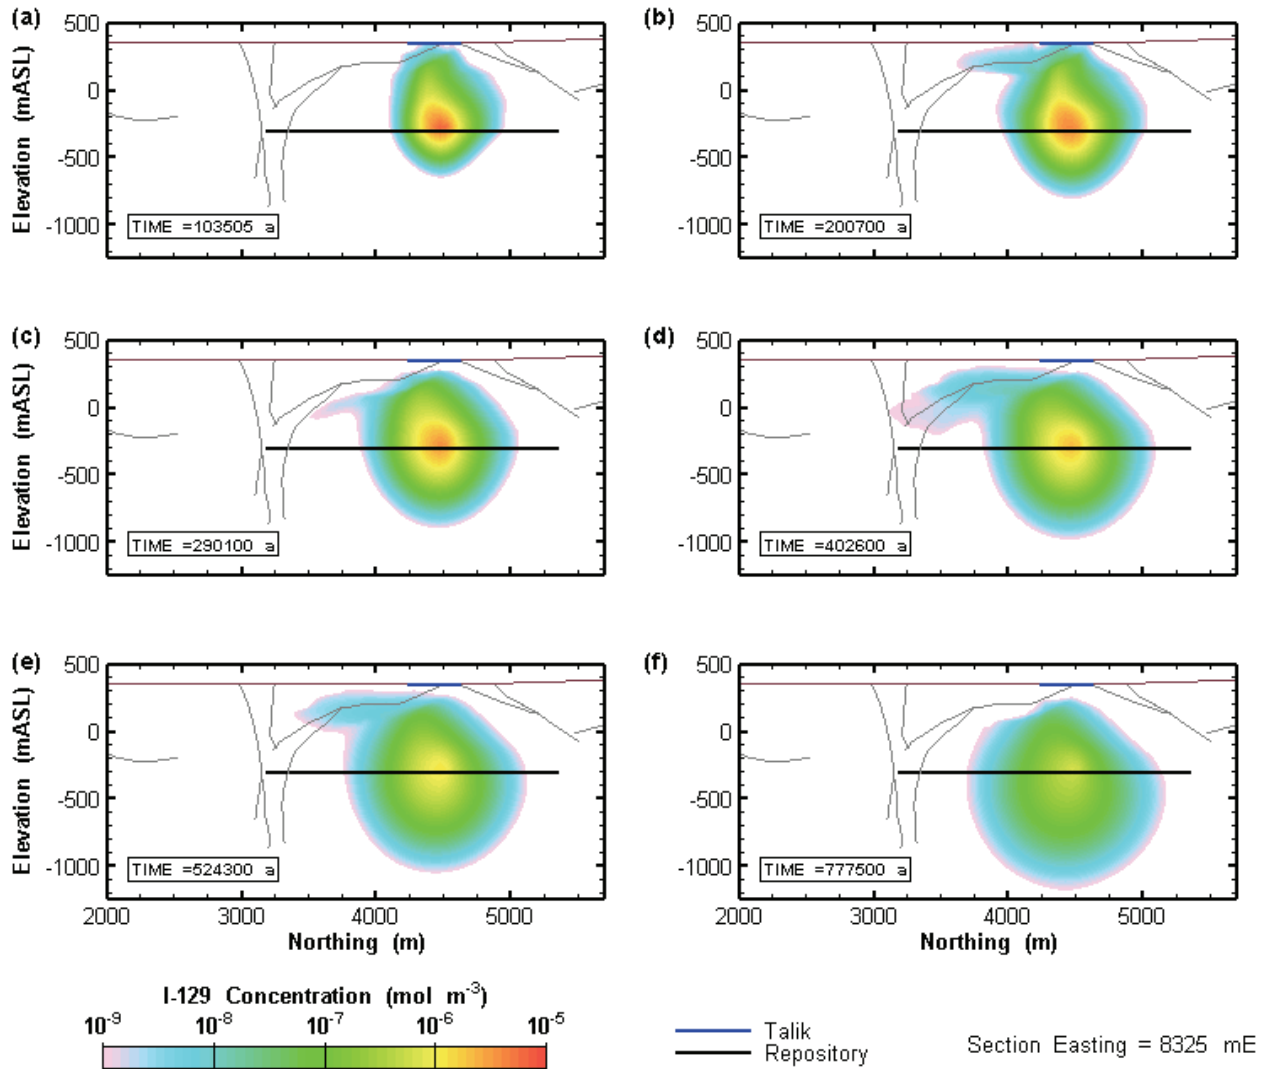 (a) (b)
500 500
0
-500 -500
-1000 -1000
Elevation (mASL)
TIME =103505 a TIME =200700 a
(c) (d)
500 500
0 0
-500 -500
-1000 -1000
Elevation (mASL)
TIME =290100 a TIME =402600 a
(e) (f)
500 500
0 0
-500 -500
-1000 -1000
Elevation (mASL)
TIME =524300 a TIME =777500 a
2000 3000 4000 5000 2000 3000 4000 5000
Northing (m) Northing (m)
I-129 Concentration (mol m-3)
10-9 10-8 10-7 10-6 10-5
Talik
Repository
Section Easting = 8325 mE